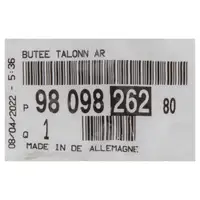 BUTEE TALONN AR
P 98 098 262 80
Q 1
MADE IN DE ALLEMAGNE
08/04/2022 - 5:36